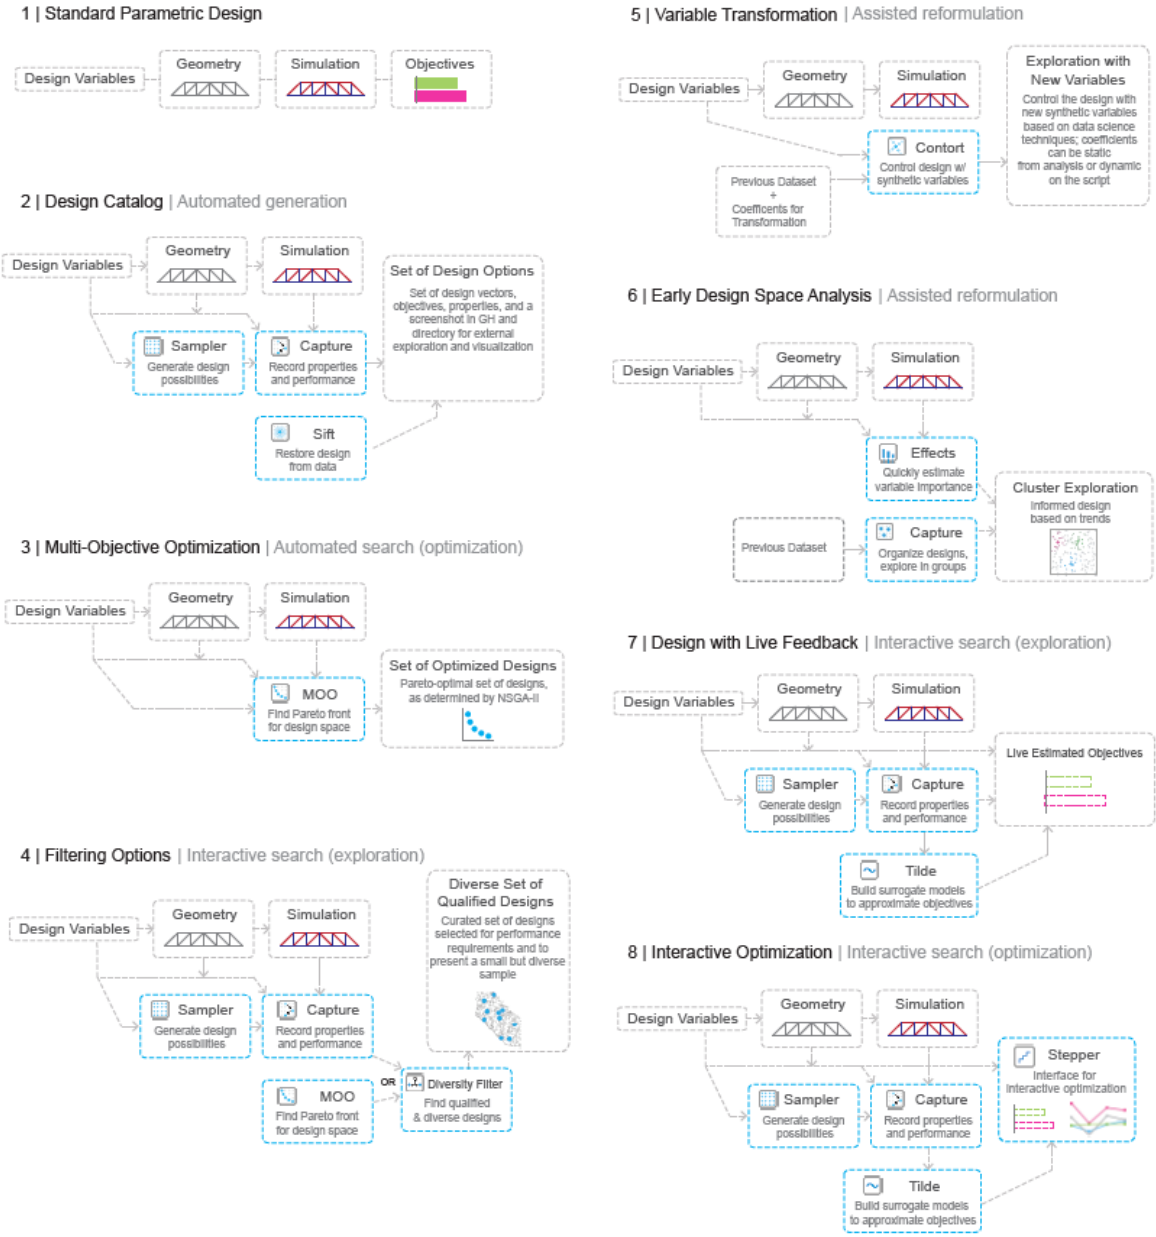 1 | Standard Parametric Design
Design Variables
Geometry
Simulation
Objectives
2 | Design Catalog | Automated generation
Design Variables
Geometry
Simulation
Set of Design Options
Set of design vectors,
objectives, properties, and a
screenshot in GH and
directory for external
exploration and visualization
Sampler
Generate design
possibilities
Capture
Record properties
and performance
Sift
Restore design
from data
3 | Multi-Objective Optimization | Automated search (optimization)
Design Variables
Geometry
Simulation
MOO
Find Pareto front
for design space
Set of Optimized Designs
Pareto-optimal set of designs,
as determined by NSGA-II
4 | Filtering Options | Interactive search (exploration)
Design Variables
Geometry
Simulation
Sampler
Generate design
possibilities
Capture
Record properties
and performance
MOO
Find Pareto front
for design space
OR
Diversity Filter
Find qualified
& diverse designs
Diverse Set of
Qualified Designs
Curated set of designs
selected for performance
requirements and to
present a small but diverse
sample
5 | Variable Transformation | Assisted reformulation
Design Variables
Geometry
Simulation
Contort
Control design w/
synthetic variables
Previous Dataset
+
Coefficents for
Transformation
Exploration with
New Variables
Control the design with
new synthetic variables
based on data science
techniques; coefficients
can be static
from analysis or dynamic
on the script
6 | Early Design Space Analysis | Assisted reformulation
Design Variables
Geometry
Simulation
Effects
Quickly estimate
variable importance
Previous Dataset
Capture
Organize designs,
explore in groups
Cluster Exploration
Informed design
based on trends
7 | Design with Live Feedback | Interactive search (exploration)
Design Variables
Geometry
Simulation
Sampler
Generate design
possibilities
Capture
Record properties
and performance
Tilde
Build surrogate models
to approximate objectives
Live Estimated Objectives
8 | Interactive Optimization | Interactive search (optimization)
Design Variables
Geometry
Simulation
Sampler
Generate design
possibilities
Capture
Record properties
and performance
Tilde
Build surrogate models
to approximate objectives
Stepper
Interface for
interactive optimization